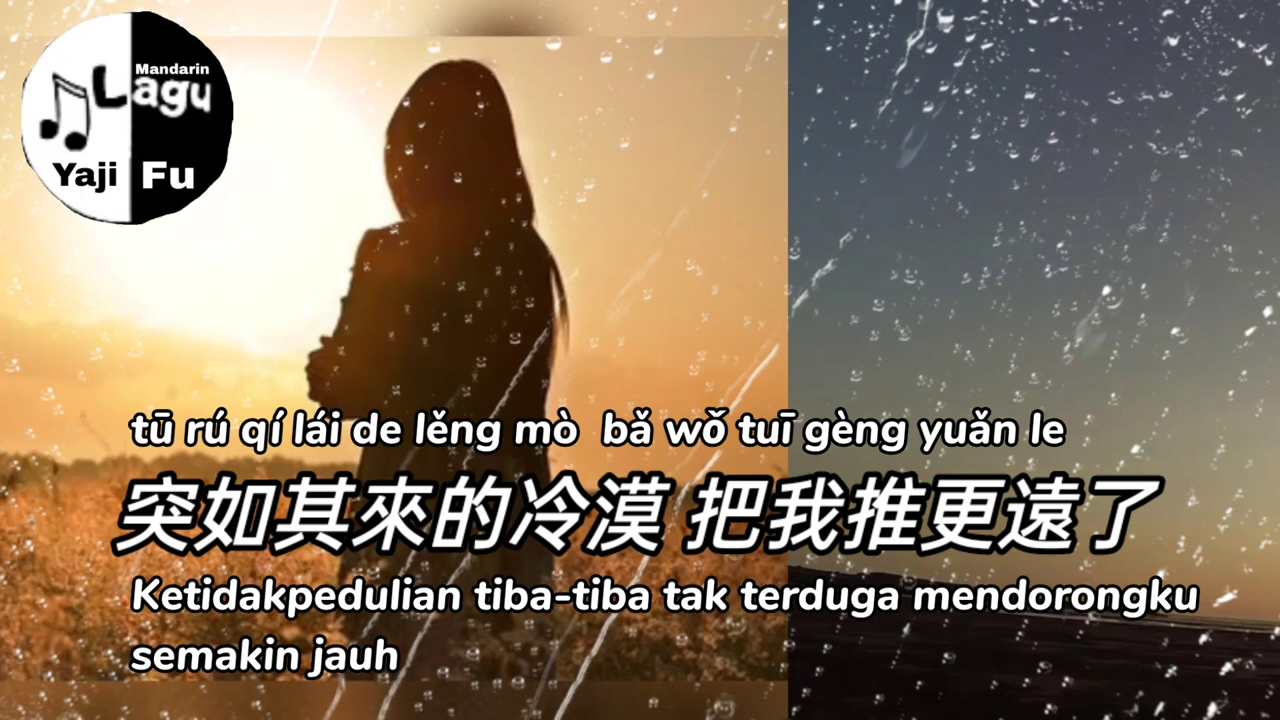 Mandarin
Lagu
Yaji Fu
tū rú qí lái de lěng mò bǎ wǒ tuī gèng yuǎn le
突如其來的冷漠 把我推更遠了
Ketidakpedulian tiba-tiba tak terduga mendorongku
semakin jauh